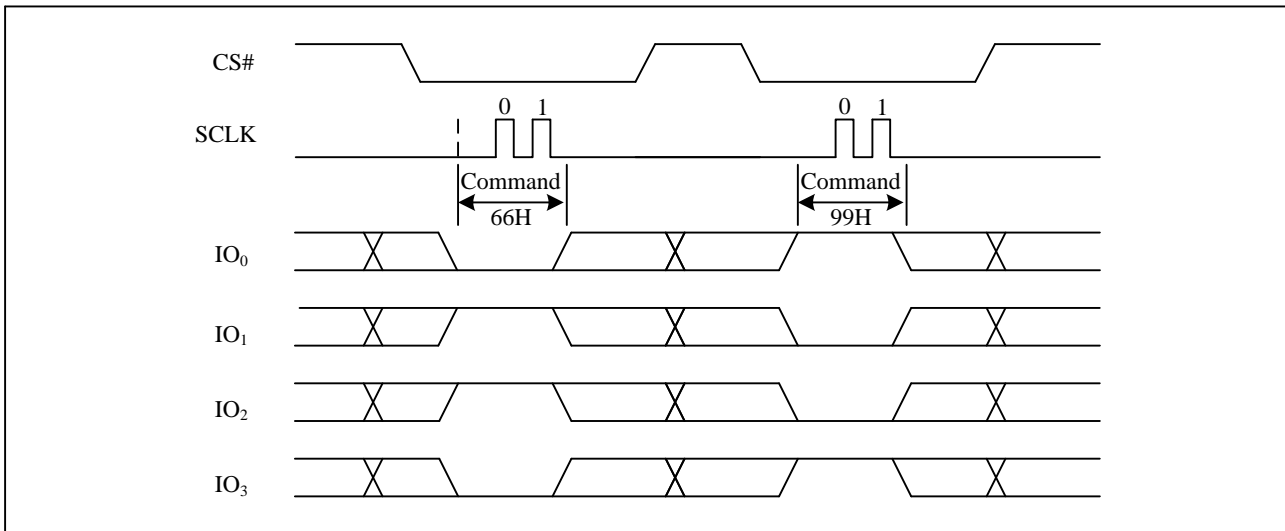 CS#
0 1 0 1
SCLK
Command Command
66H 99H
IO₀
IO₁
IO₂
IO₃